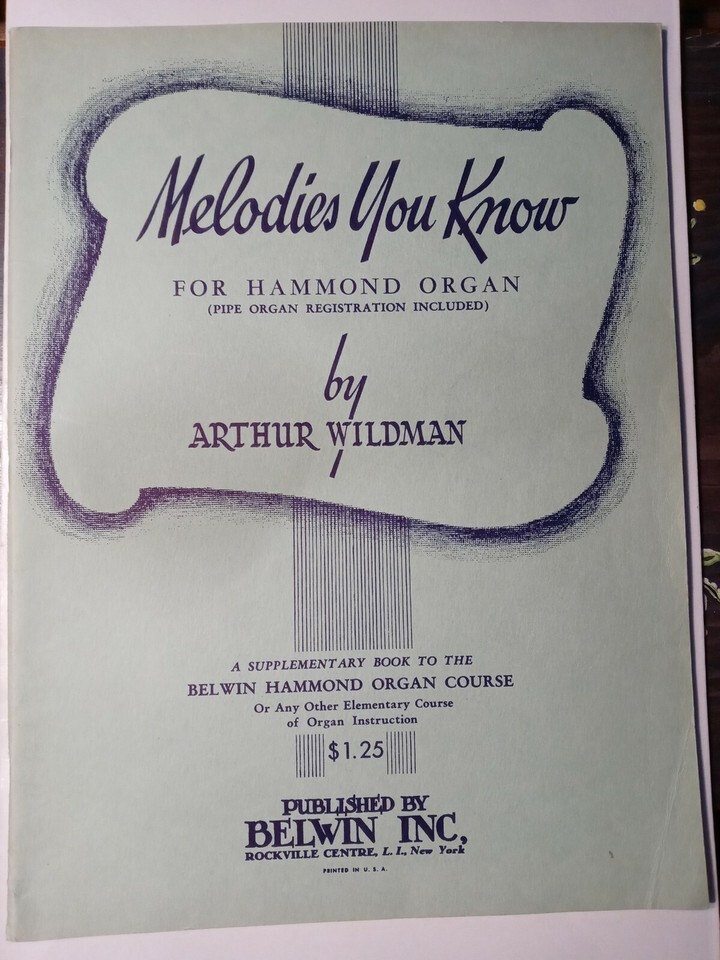 Melodies You Know
FOR HAMMOND ORGAN
(PIPE ORGAN REGISTRATION INCLUDED)
by
ARTHUR WILDMAN
A SUPPLEMENTARY BOOK TO THE
BELWIN HAMMOND ORGAN COURSE
Or Any Other Elementary Course
of Organ Instruction
$1.25
PUBLISHED BY
BELWIN INC,
ROCKVILLE CENTRE, L. I., New York
PRINTED IN U. S. A.